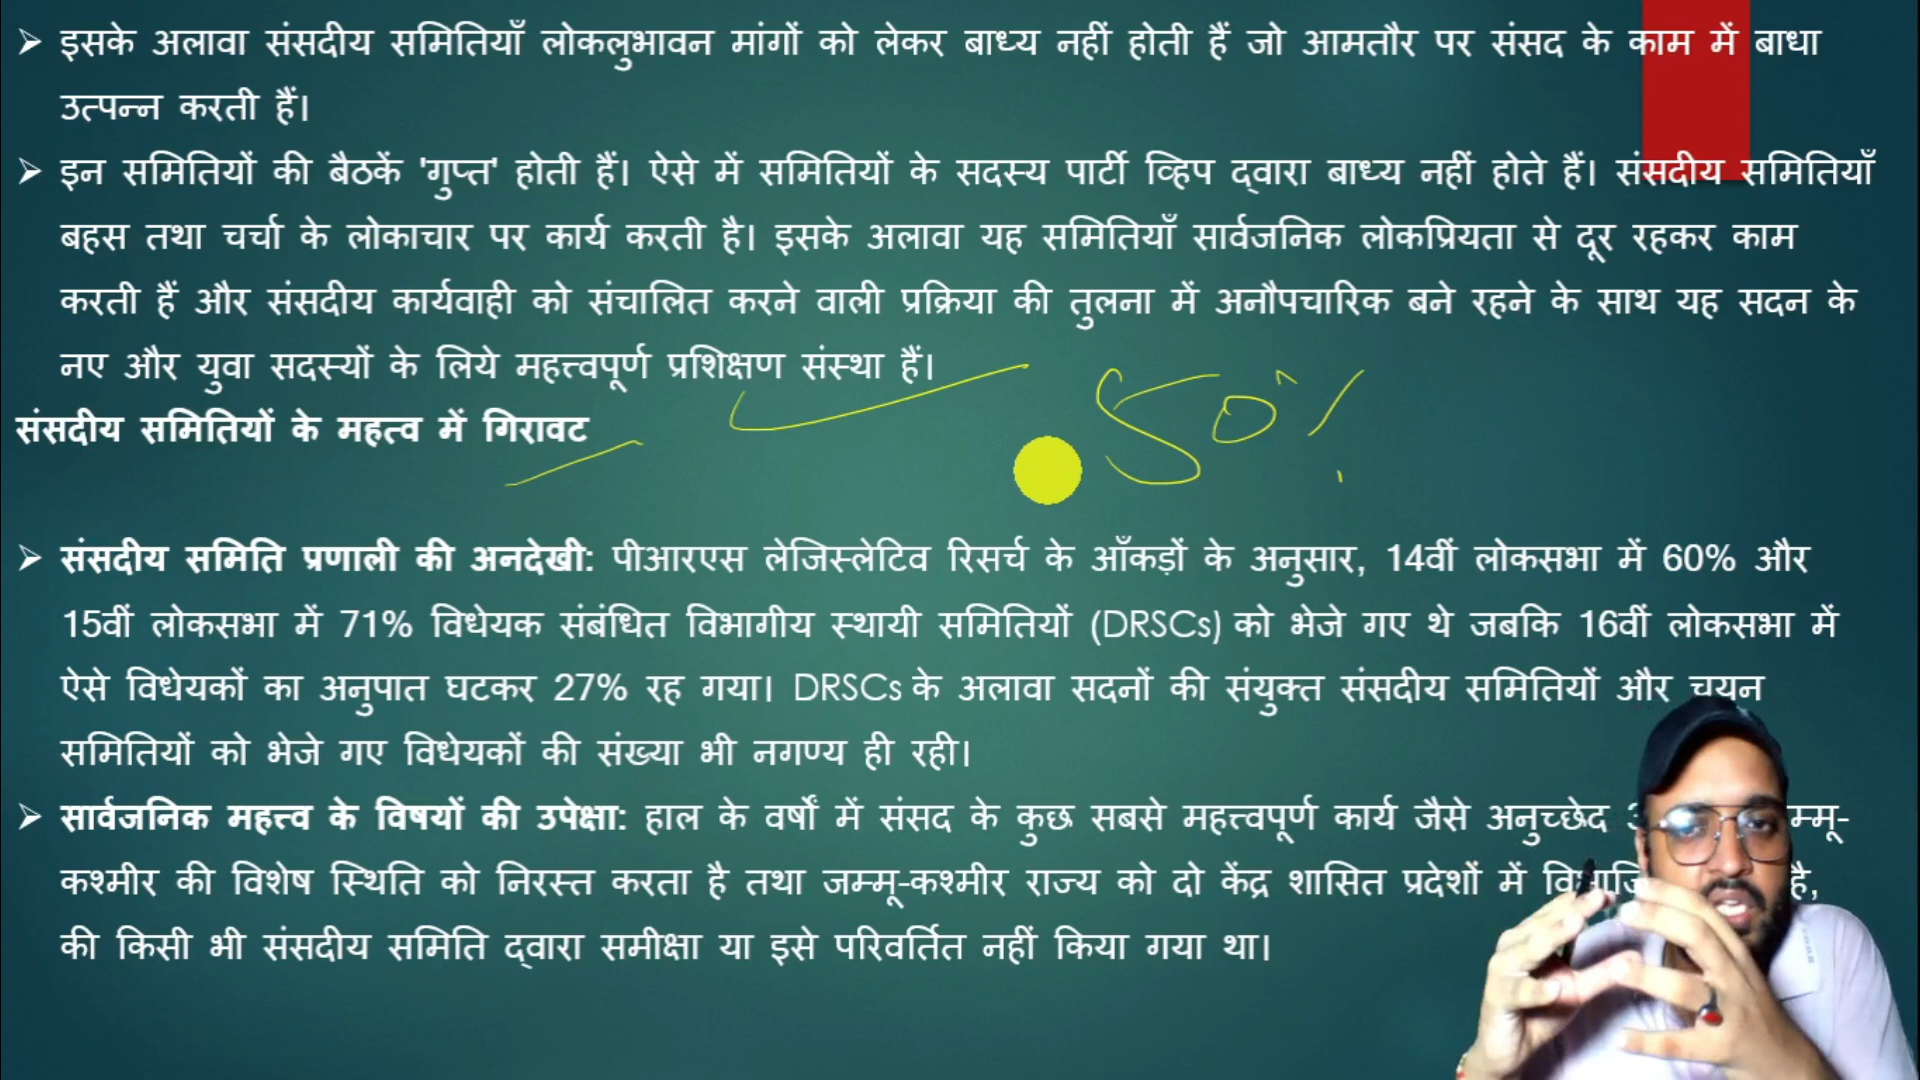 ➢ इसके अलावा संसदीय समितियाँ लोकलुभावन मांगों को लेकर बाध्य नहीं होती हैं जो आमतौर पर संसद के काम में बाधा
उत्पन्न करती हैं।
➢ इन समितियों की बैठकें 'गुप्त' होती हैं। ऐसे में समितियों के सदस्य पार्टी व्हिप द्वारा बाध्य नहीं होते हैं। संसदीय समितियाँ
बहस तथा चर्चा के लोकाचार पर कार्य करती है। इसके अलावा यह समितियाँ सार्वजनिक लोकप्रियता से दूर रहकर काम
करती हैं और संसदीय कार्यवाही को संचालित करने वाली प्रक्रिया की तुलना में अनौपचारिक बने रहने के साथ यह सदन के
नए और युवा सदस्यों के लिये महत्त्वपूर्ण प्रशिक्षण संस्था हैं।
50%
संसदीय समितियों के महत्व में गिरावट
➢ संसदीय समिति प्रणाली की अनदेखी: पीआरएस लेजिस्लेटिव रिसर्च के आँकड़ों के अनुसार, 14वीं लोकसभा में 60% और
15वीं लोकसभा में 71% विधेयक संबंधित विभागीय स्थायी समितियों (DRSCs) को भेजे गए थे जबकि 16वीं लोकसभा में
ऐसे विधेयकों का अनुपात घटकर 27% रह गया। DRSCs के अलावा सदनों की संयुक्त संसदीय समितियों और चयन
समितियों को भेजे गए विधेयकों की संख्या भी नगण्य ही रही।
➢ सार्वजनिक महत्त्व के विषयों की उपेक्षा: हाल के वर्षों में संसद के कुछ सबसे महत्त्वपूर्ण कार्य जैसे अनुच्छेद
कश्मीर की विशेष स्थिति को निरस्त करता है तथा जम्मू-कश्मीर राज्य को दो केंद्र शासित प्रदेशों में है,
की किसी भी संसदीय समिति द्वारा समीक्षा या इसे परिवर्तित नहीं किया गया था।